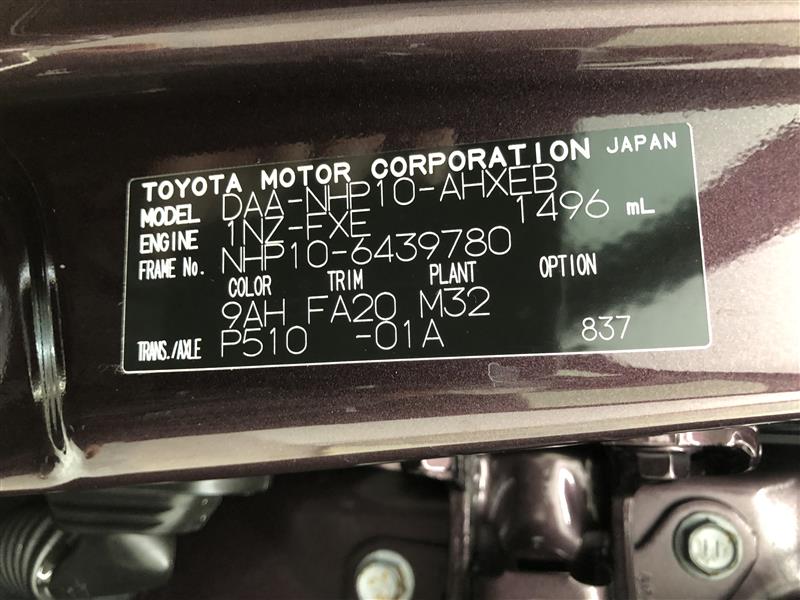 TOYOTA MOTOR CORPORATION JAPAN
MODEL DAA-NHP10-AHXEB
ENGINE 1NZ-FXE 1496 mL
FRAME No. NHP10-6439780
COLOR TRIM PLANT OPTION
9AH FA20 M32
TRANS./AXLE P510 -01A 837